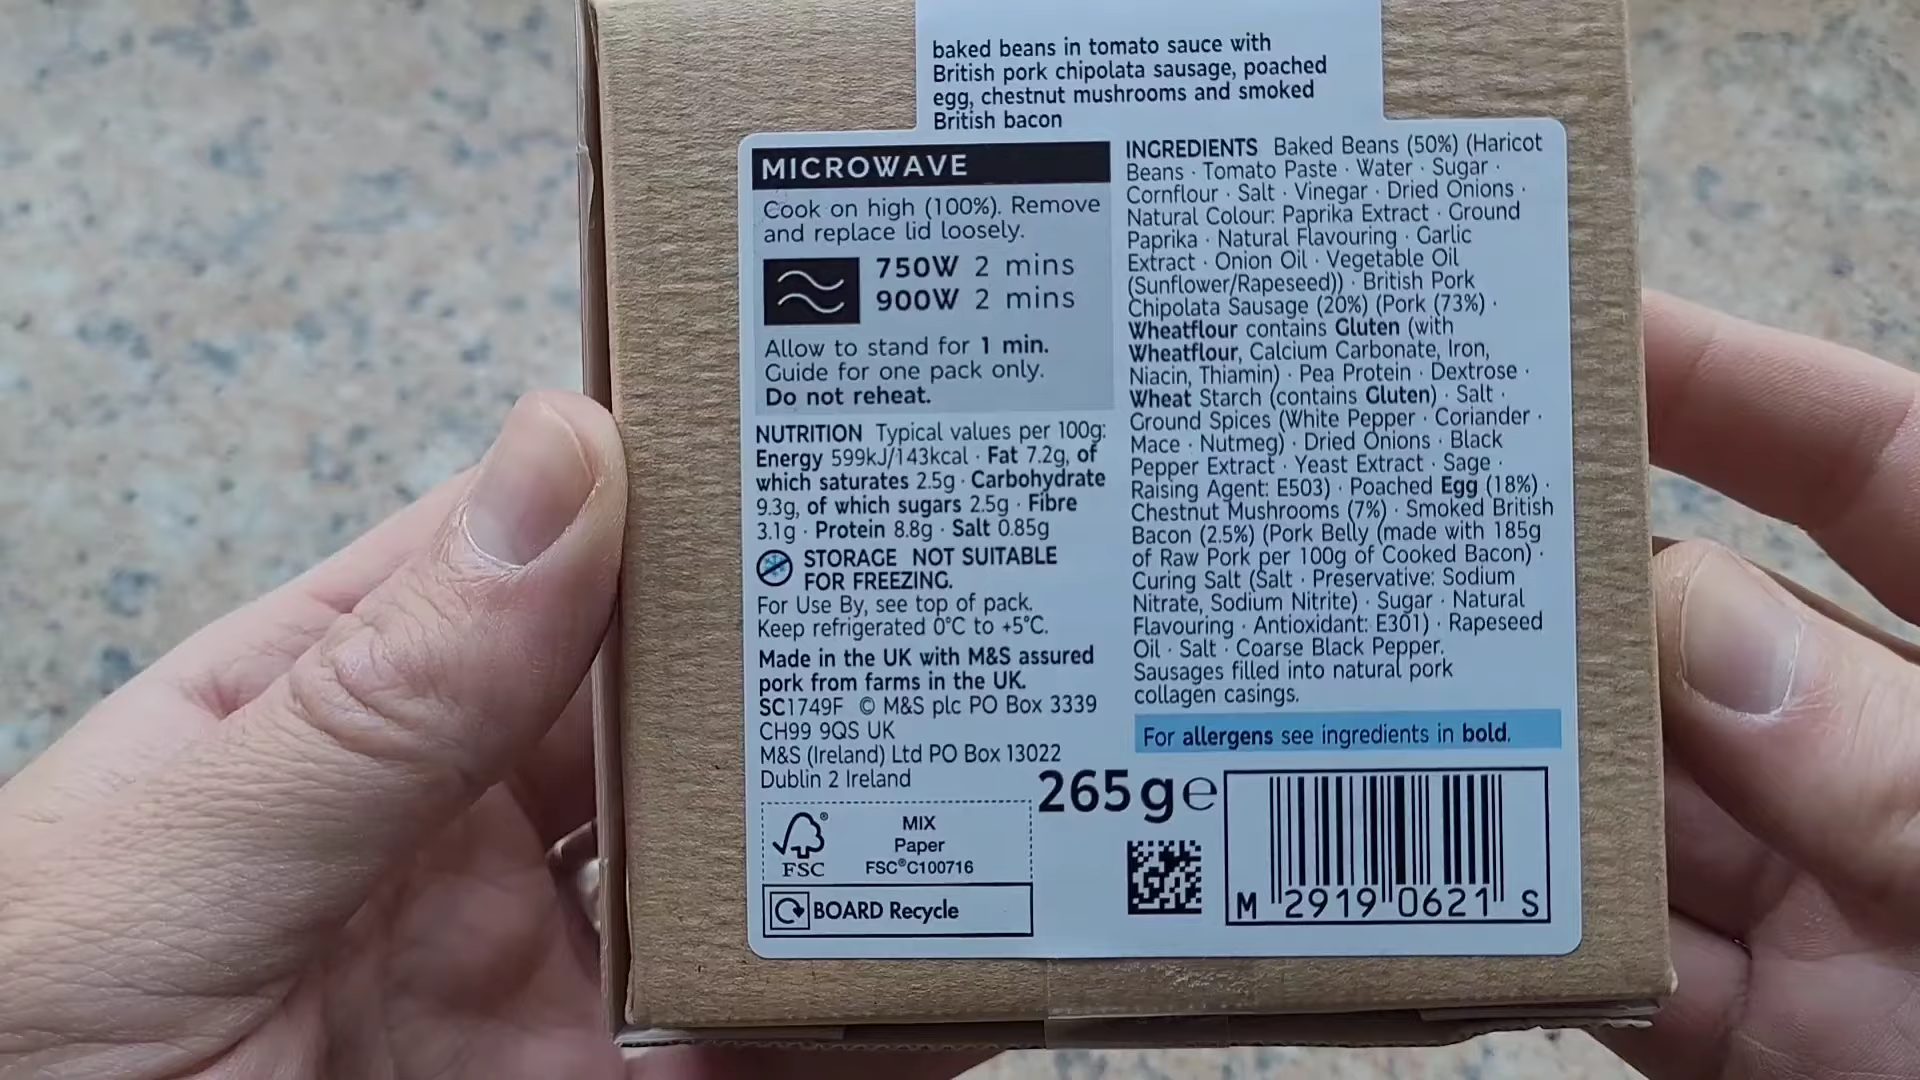 baked beans in tomato sauce with
British pork chipolata sausage, poached
egg, chestnut mushrooms and smoked
British bacon
MICROWAVE
Cook on high (100%). Remove
and replace lid loosely.
750W 2 mins
900W 2 mins
Allow to stand for 1 min.
Guide for one pack only.
Do not reheat.
NUTRITION Typical values per 100g:
Energy 599kJ/143kcal · Fat 7.2g, of
which saturates 2.5g · Carbohydrate
9.3g, of which sugars 2.5g · Fibre
3.1g · Protein 8.8g · Salt 0.85g
STORAGE NOT SUITABLE
FOR FREEZING.
For Use By, see top of pack.
Keep refrigerated 0°C to +5°C.
Made in the UK with M&S assured
pork from farms in the UK.
SC1749F © M&S plc PO Box 3339
CH99 9QS UK
M&S (Ireland) Ltd PO Box 13022
Dublin 2 Ireland
FSC®
MIX
Paper
FSC®C100716
BOARD Recycle
INGREDIENTS Baked Beans (50%) (Haricot
Beans · Tomato Paste · Water · Sugar ·
Cornflour · Salt · Vinegar · Dried Onions ·
Natural Colour: Paprika Extract · Ground
Paprika · Natural Flavouring · Garlic
Extract · Onion Oil · Vegetable Oil
(Sunflower/Rapeseed)) · British Pork
Chipolata Sausage (20%) (Pork (73%) ·
Wheatflour contains Gluten (with
Wheatflour, Calcium Carbonate, Iron,
Niacin, Thiamin) · Pea Protein · Dextrose ·
Wheat Starch (contains Gluten) · Salt ·
Ground Spices (White Pepper · Coriander ·
Mace · Nutmeg) · Dried Onions · Black
Pepper Extract · Yeast Extract · Sage ·
Raising Agent: E503) · Poached Egg (18%) ·
Chestnut Mushrooms (7%) · Smoked British
Bacon (2.5%) (Pork Belly (made with 185g
of Raw Pork per 100g of Cooked Bacon) ·
Curing Salt (Salt · Preservative: Sodium
Nitrate, Sodium Nitrite) · Sugar · Natural
Flavouring · Antioxidant: E301) · Rapeseed
Oil · Salt · Coarse Black Pepper.
Sausages filled into natural pork
collagen casings.
For allergens see ingredients in bold.
265g℮
M 2919 0621 S